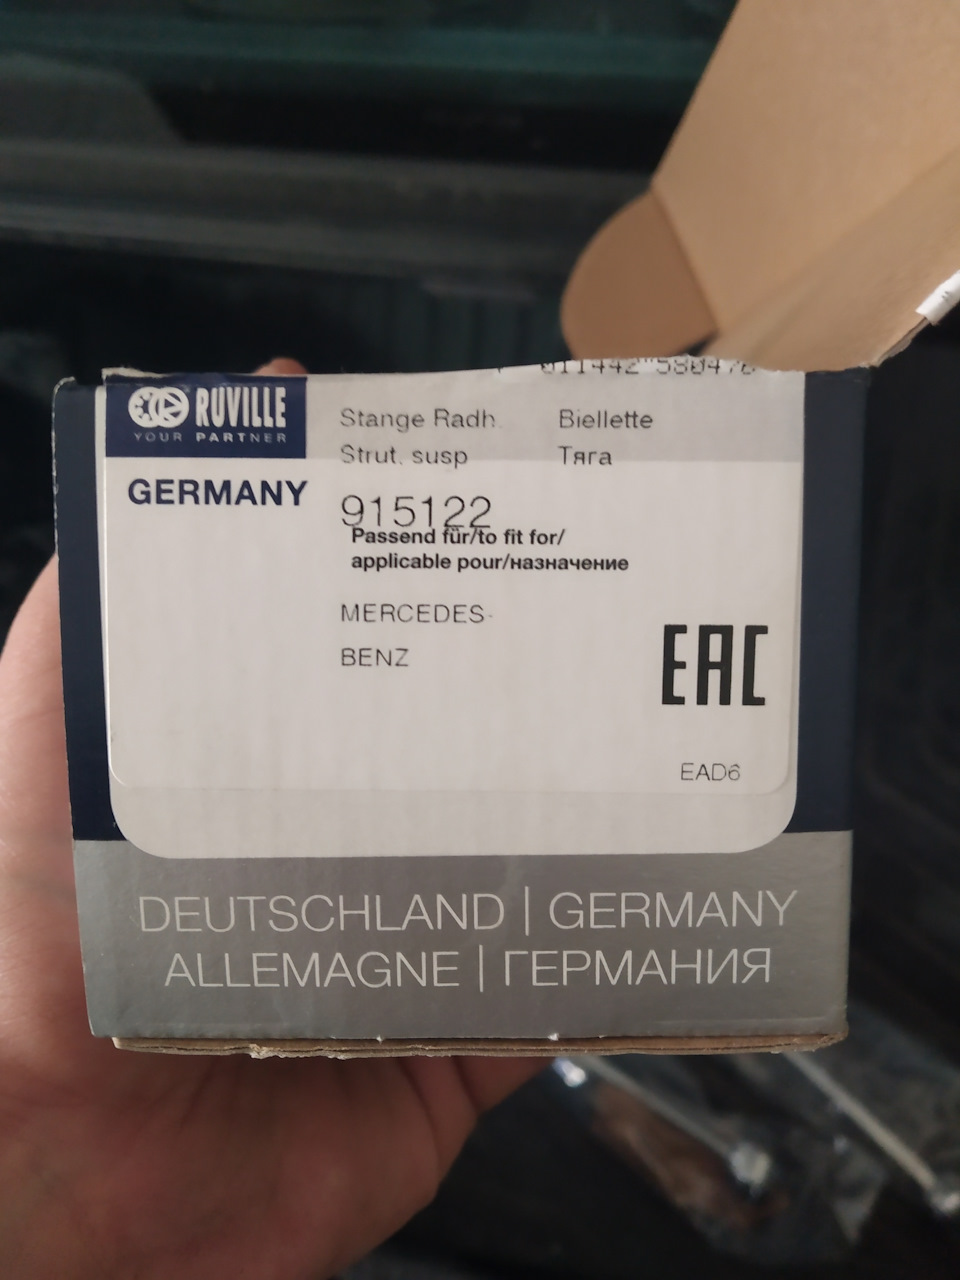 RUVILLE
YOUR PARTNER
GERMANY
Stange Radh. Biellette
Strut. susp Тяга
915122
Passend für/to fit for/
applicable pour/назначение
MERCEDES-
BENZ
EAC
EAD6
DEUTSCHLAND | GERMANY
ALLEMAGNE | ГЕРМАНИЯ